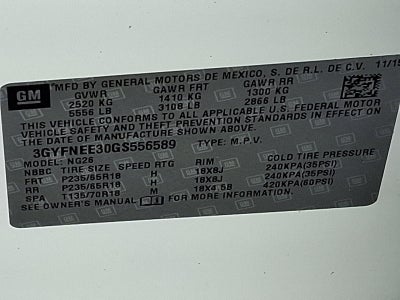 GM
MFD BY GENERAL MOTORS DE MEXICO, S. DE R.L. DE C.V. 11/15
GVWR GAWR FRT GAWR RR
2520 KG 1410 KG 1300 KG
5556 LB 3108 LB 2866 LB
THIS VEHICLE CONFORMS TO ALL APPLICABLE U.S. FEDERAL MOTOR
VEHICLE SAFETY AND THEFT PREVENTION STANDARDS IN EFFECT ON
THE DATE OF MANUFACTURE SHOWN ABOVE.
3GYFNEE30GS556589 TYPE: M.P.V.
MODEL: NG26
NBBC TIRE SIZE SPEED RTG RIM COLD TIRE PRESSURE
FRT P235/65R18 H 18X8J 240KPA(35PSI)
RR P235/65R18 H 18X8J 240KPA(35PSI)
SPA T135/70R18 M 18X4.5B 420KPA(60PSI)
SEE OWNER'S MANUAL FOR MORE INFORMATION.